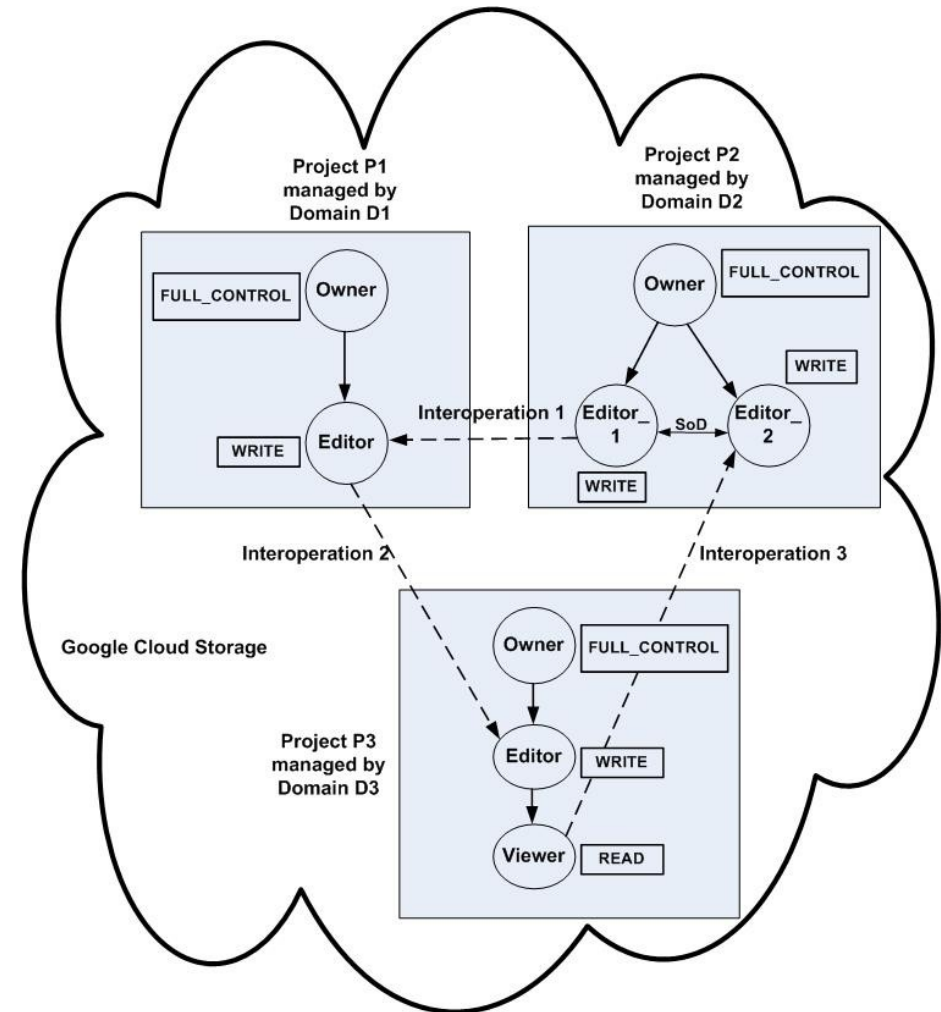 Project P1
managed by
Domain D1
Project P2
managed by
Domain D2
FULL_CONTROL
Owner
Owner
FULL_CONTROL
WRITE
Editor
WRITE
Interoperation 1
Editor_
1
SoD
Editor_
2
WRITE
Interoperation 2
Interoperation 3
Google Cloud Storage
Project P3
managed by
Domain D3
Owner
FULL_CONTROL
Editor
WRITE
Viewer
READ